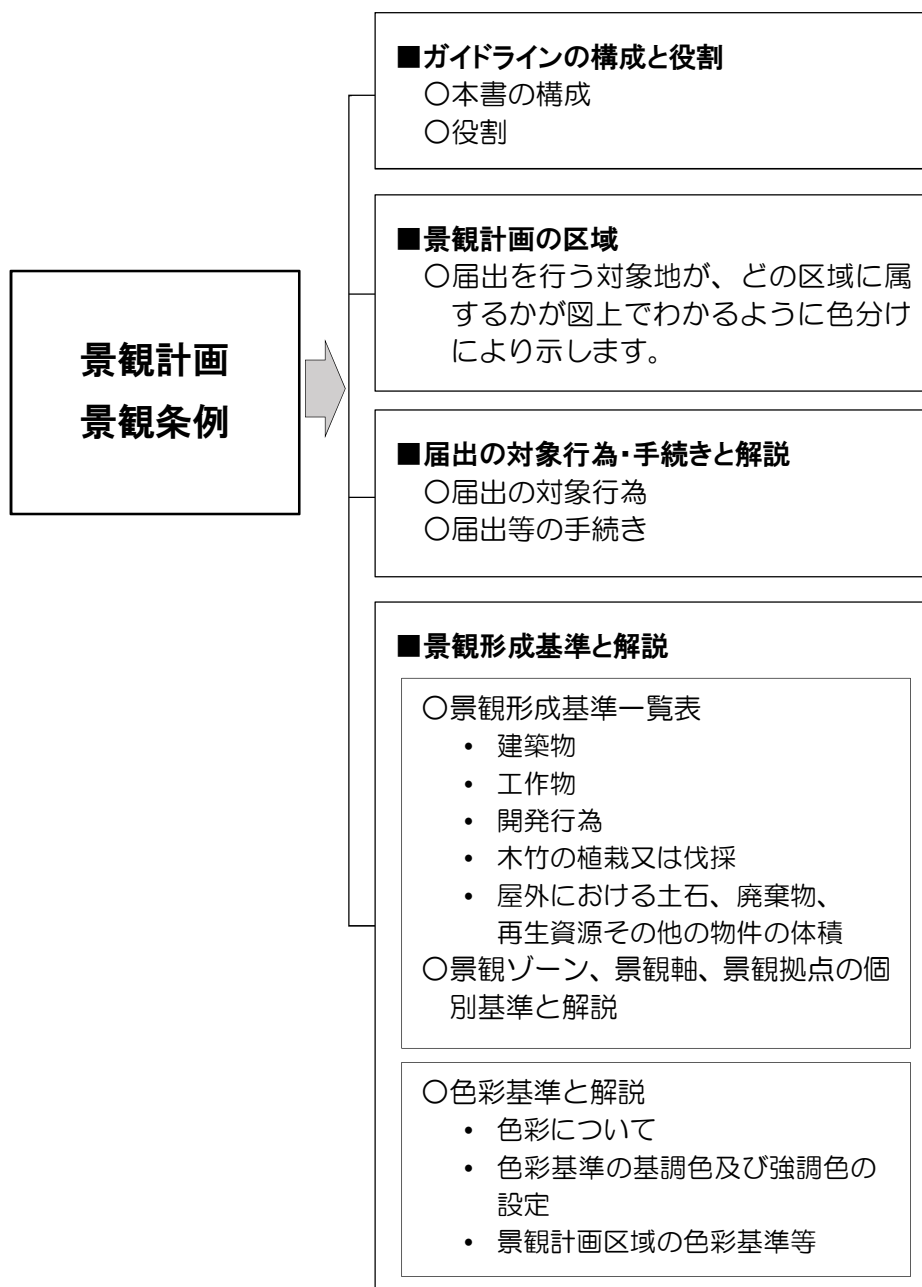 景観計画
景観条例
■ガイドラインの構成と役割
○本書の構成
○役割
■景観計画の区域
○届出を行う対象地が、どの区域に属
するかが図上でわかるように色分け
により示します。
■届出の対象行為・手続きと解説
○届出の対象行為
○届出等の手続き
■景観形成基準と解説
○景観形成基準一覧表
• 建築物
• 工作物
• 開発行為
• 木竹の植栽又は伐採
• 屋外における土石、廃棄物、
再生資源その他の物件の体積
○景観ゾーン、景観軸、景観拠点の個
別基準と解説
○色彩基準と解説
• 色彩について
• 色彩基準の基調色及び強調色の
設定
• 景観計画区域の色彩基準等